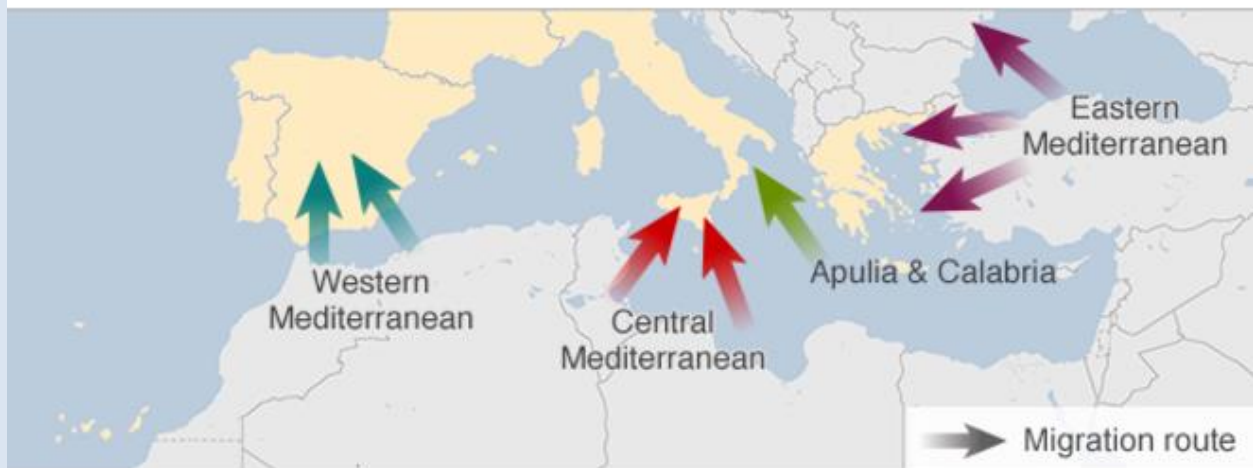 Eastern
Mediterranean
Apulia & Calabria
Western
Mediterranean
Central
Mediterranean
Migration route